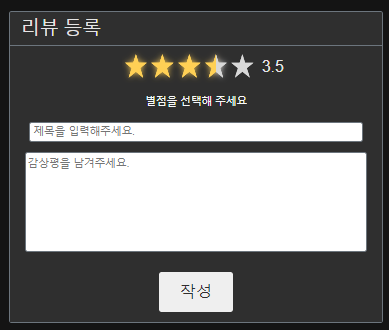 리뷰 등록
3.5
별점을 선택해 주세요
제목을 입력해주세요.
감상평을 남겨주세요.
작성